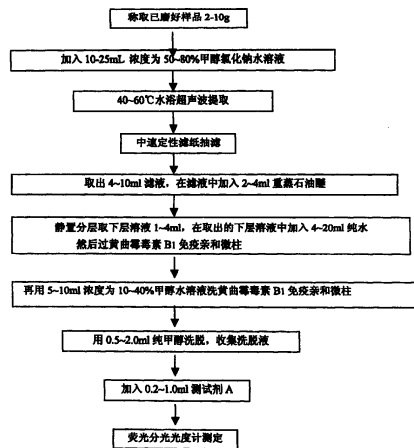 称取已磨好样品 2-10g
加入 10-25mL 浓度为 50~80%甲醇氯化钠水溶液
40~60℃水浴超声波提取
中速定性滤纸抽滤
取出 4~10ml 滤液，在滤液中加入 2~4ml 重蒸石油醚
静置分层取下层溶液 1~4ml，在取出的下层溶液中加入 4~20ml 纯水
然后过黄曲霉毒素 B1 免疫亲和微柱
再用 5~10ml 浓度为 10~40%甲醇水溶液洗黄曲霉毒素 B1 免疫亲和微柱
用 0.5~2.0ml 纯甲醇洗脱，收集洗脱液
加入 0.2~1.0ml 测试剂 A
荧光分光光度计测定